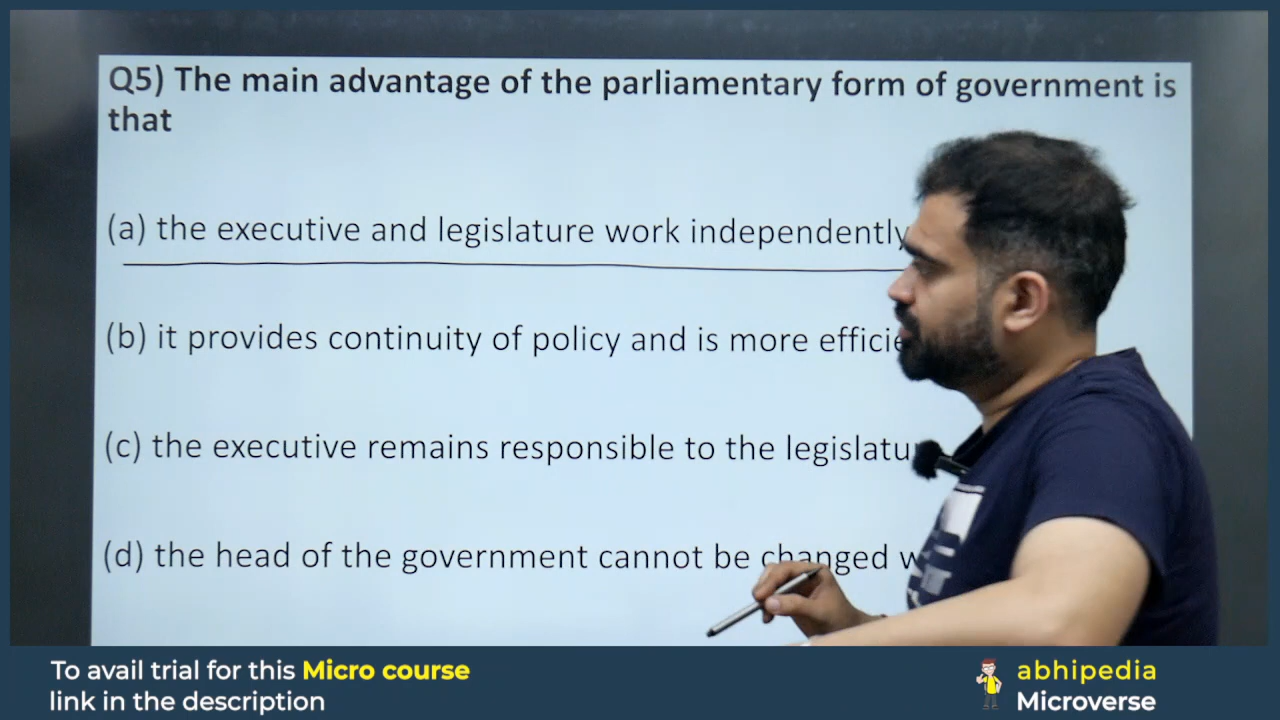 Q5) The main advantage of the parliamentary form of government is
that
(a) the executive and legislature work independently
(b) it provides continuity of policy and is more
(c) the executive remains responsible to the
(d) the head of the government cannot be changed
To avail trial for this Micro course
link in the description
abhipedia
Microverse